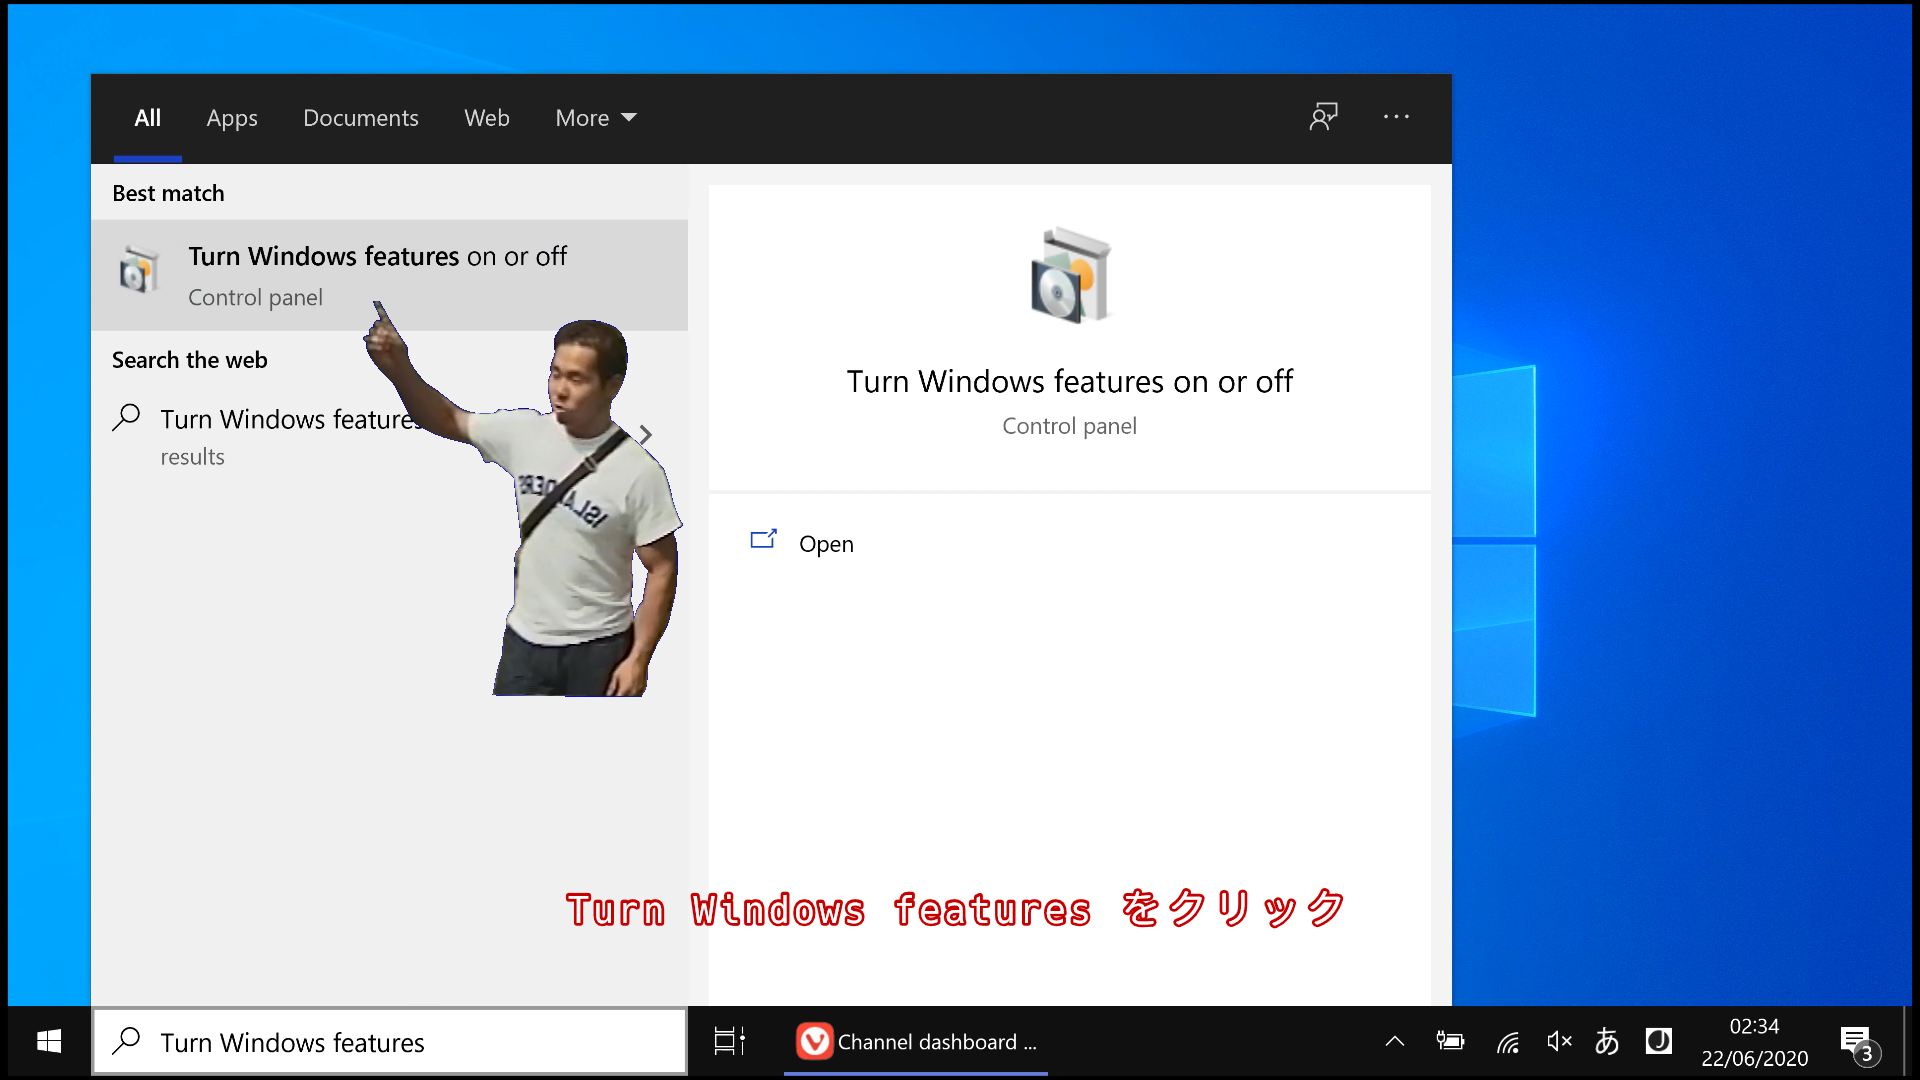 All Apps Documents Web More
Best match
Turn Windows features on or off
Control panel
Search the web
Turn Windows features
results
Turn Windows features on or off
Control panel
Open
ISLANDERS
Turn Windows features をクリック
Turn Windows features
Channel dashboard ...
あ
J
02:34
22/06/2020
3